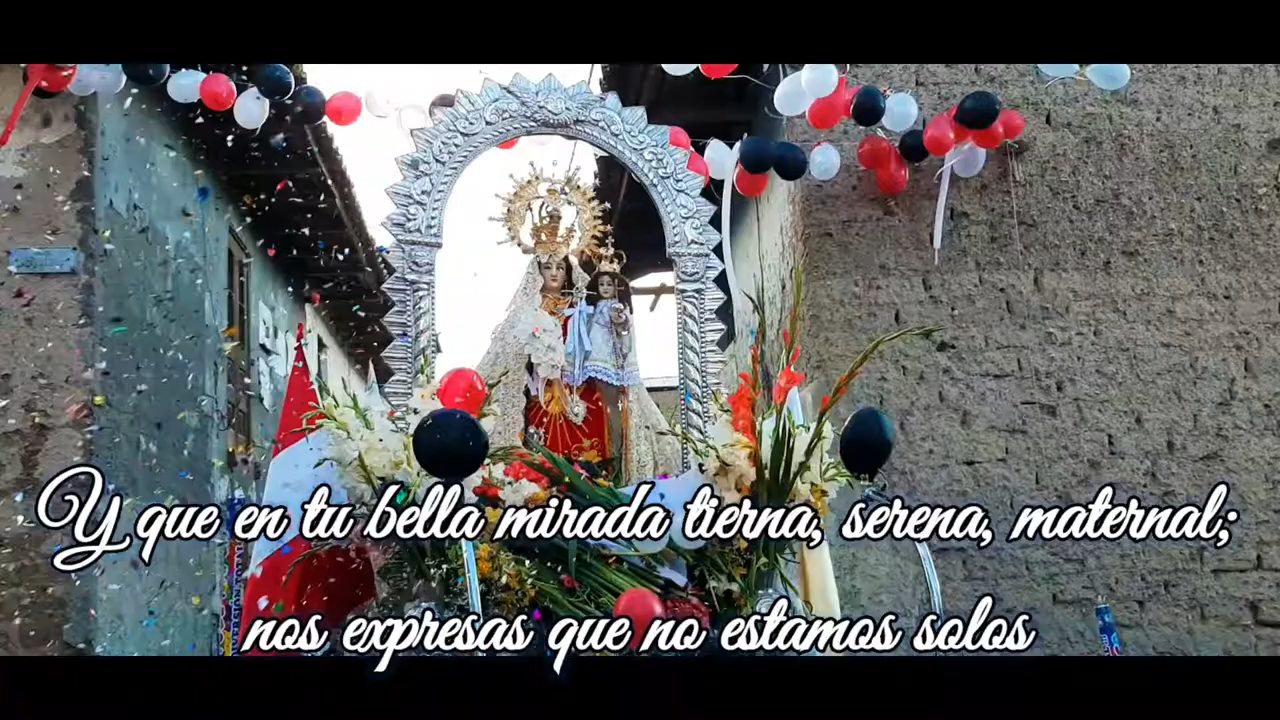 Y que en tu bella mirada tierna, serena, maternal;
nos expresas que no estamos solos